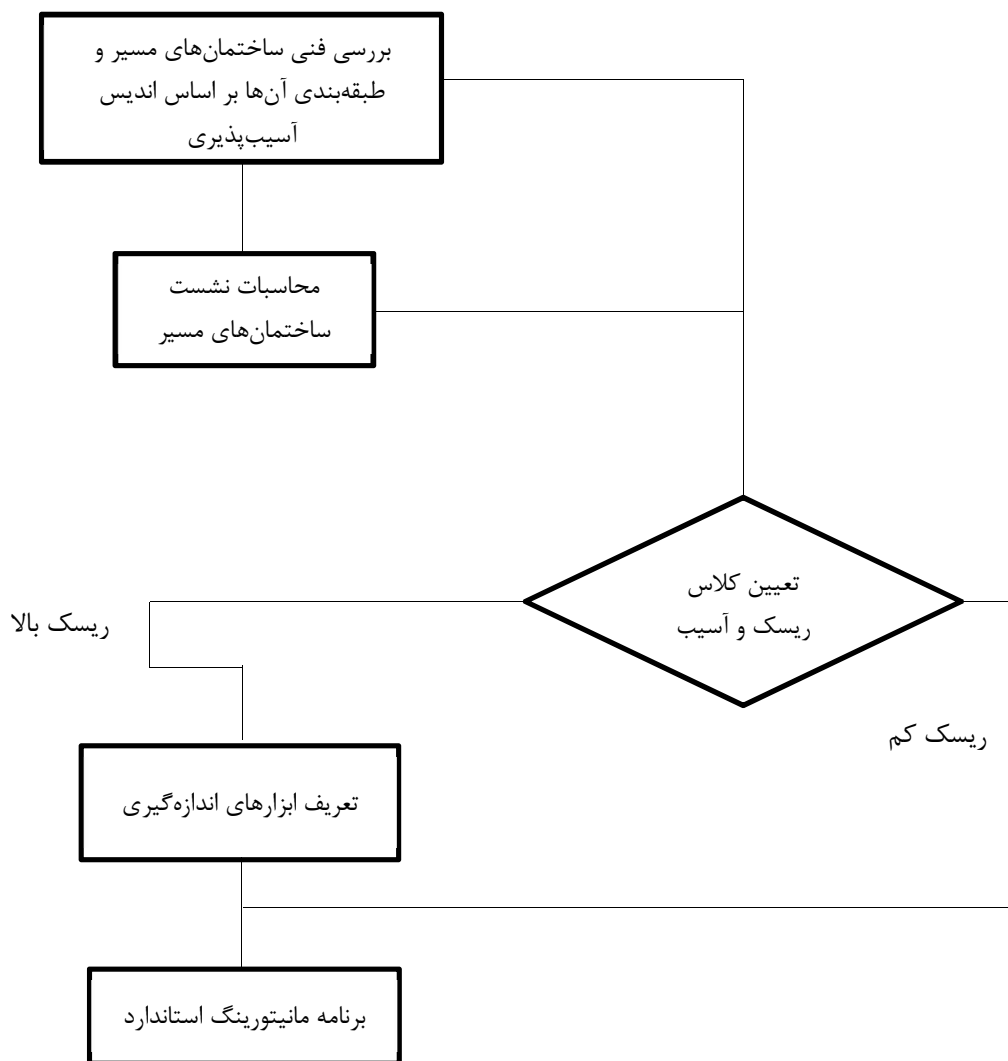 بررسی فنی ساختمان‌های مسیر و
طبقه‌بندی آن‌ها بر اساس اندیس
آسیب‌پذیری
محاسبات نشست
ساختمان‌های مسیر
تعیین کلاس
ریسک و آسیب
ریسک بالا
ریسک کم
تعریف ابزارهای اندازه‌گیری
برنامه مانیتورینگ استاندارد